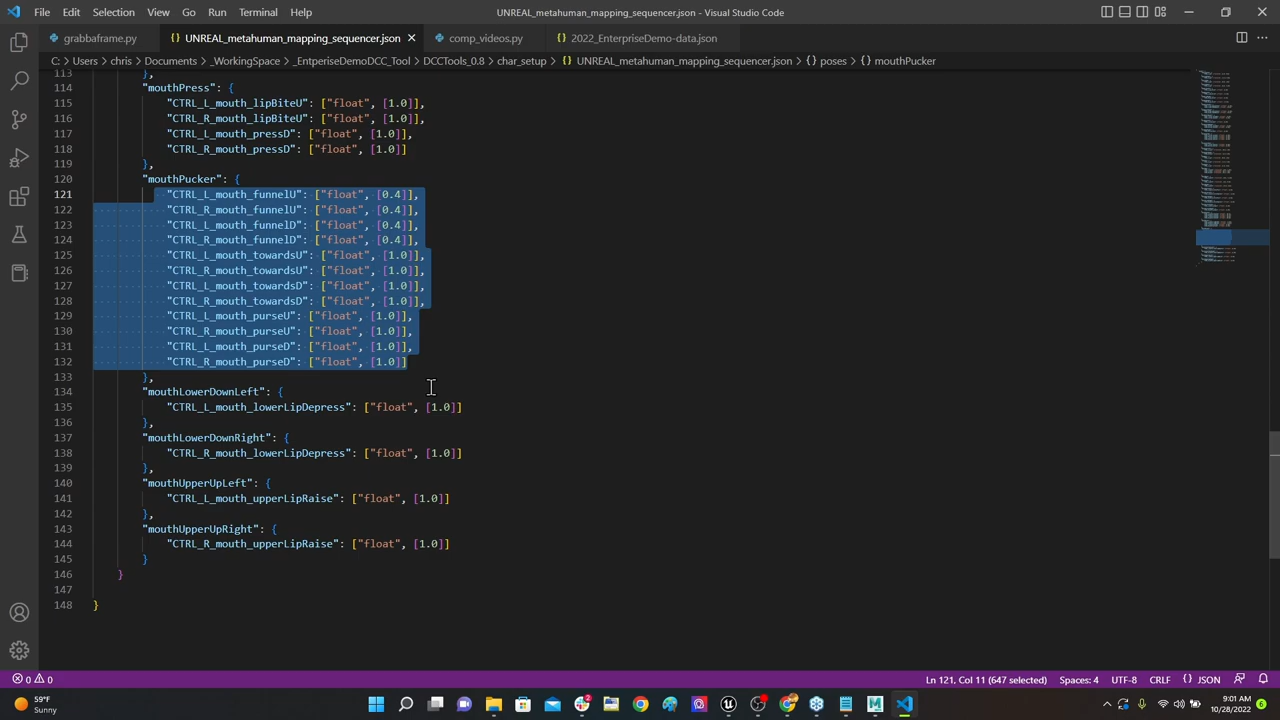 File Edit Selection View Go Run Terminal Help UNREAL_metahuman_mapping_sequencer.json - Visual Studio Code
grabbaframe.py {} UNREAL_metahuman_mapping_sequencer.json comp_videos.py {} 2022_EnterpriseDemo-data.json
C: > Users > chris > Documents > _WorkingSpace > _EntperiseDemoDCC_Tool > DCCTools_0.8 > char_setup > {} UNREAL_metahuman_mapping_sequencer.json > {} poses > {} mouthPucker
113 },
114 "mouthPress": {
115 "CTRL_L_mouth_lipBiteU": ["float", [1.0]],
116 "CTRL_R_mouth_lipBiteU": ["float", [1.0]],
117 "CTRL_L_mouth_pressD": ["float", [1.0]],
118 "CTRL_R_mouth_pressD": ["float", [1.0]]
119 },
120 "mouthPucker": {
121 "CTRL_L_mouth_funnelU": ["float", [0.4]],
122 "CTRL_R_mouth_funnelU": ["float", [0.4]],
123 "CTRL_L_mouth_funnelD": ["float", [0.4]],
124 "CTRL_R_mouth_funnelD": ["float", [0.4]],
125 "CTRL_L_mouth_towardsU": ["float", [1.0]],
126 "CTRL_R_mouth_towardsU": ["float", [1.0]],
127 "CTRL_L_mouth_towardsD": ["float", [1.0]],
128 "CTRL_R_mouth_towardsD": ["float", [1.0]],
129 "CTRL_L_mouth_purseU": ["float", [1.0]],
130 "CTRL_R_mouth_purseU": ["float", [1.0]],
131 "CTRL_L_mouth_purseD": ["float", [1.0]],
132 "CTRL_R_mouth_purseD": ["float", [1.0]]
133 },
134 "mouthLowerDownLeft": {
135 "CTRL_L_mouth_lowerLipDepress": ["float", [1.0]]
136 },
137 "mouthLowerDownRight": {
138 "CTRL_R_mouth_lowerLipDepress": ["float", [1.0]]
139 },
140 "mouthUpperUpLeft": {
141 "CTRL_L_mouth_upperLipRaise": ["float", [1.0]]
142 },
143 "mouthUpperUpRight": {
144 "CTRL_R_mouth_upperLipRaise": ["float", [1.0]]
145 }
146 }
147
148 }
0 0 Ln 121, Col 11 (647 selected) Spaces: 4 UTF-8 CRLF {} JSON
59°F
Sunny
9:01 AM
10/28/2022